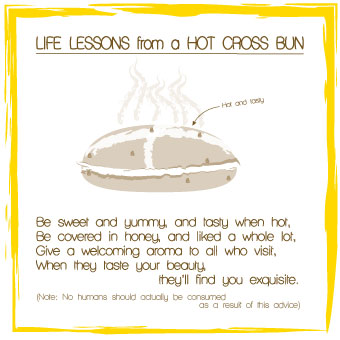 LIFE LESSONS from a HOT CROSS BUN
Hot and tasty
Be sweet and yummy, and tasty when hot,
Be covered in honey, and liked a whole lot,
Give a welcoming aroma to all who visit,
When they taste your beauty,
they'll find you exquisite.
(Note: No humans should actually be consumed
as a result of this advice)